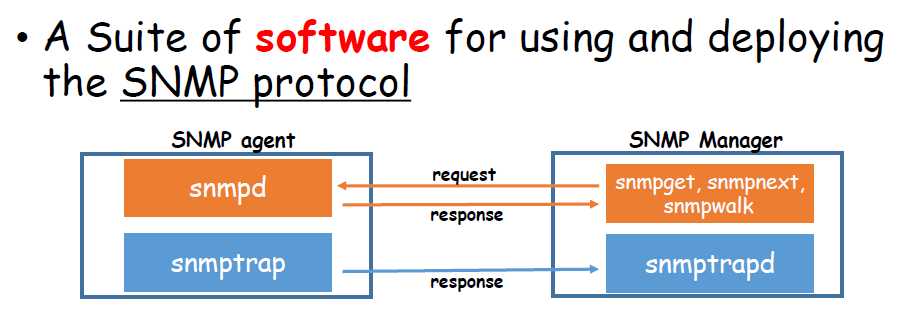 • A Suite of software for using and deploying
the SNMP protocol
SNMP agent
SNMP Manager
snmpd
request
response
snmpget, snmpnext,
snmpwalk
snmptrap
response
snmptrapd